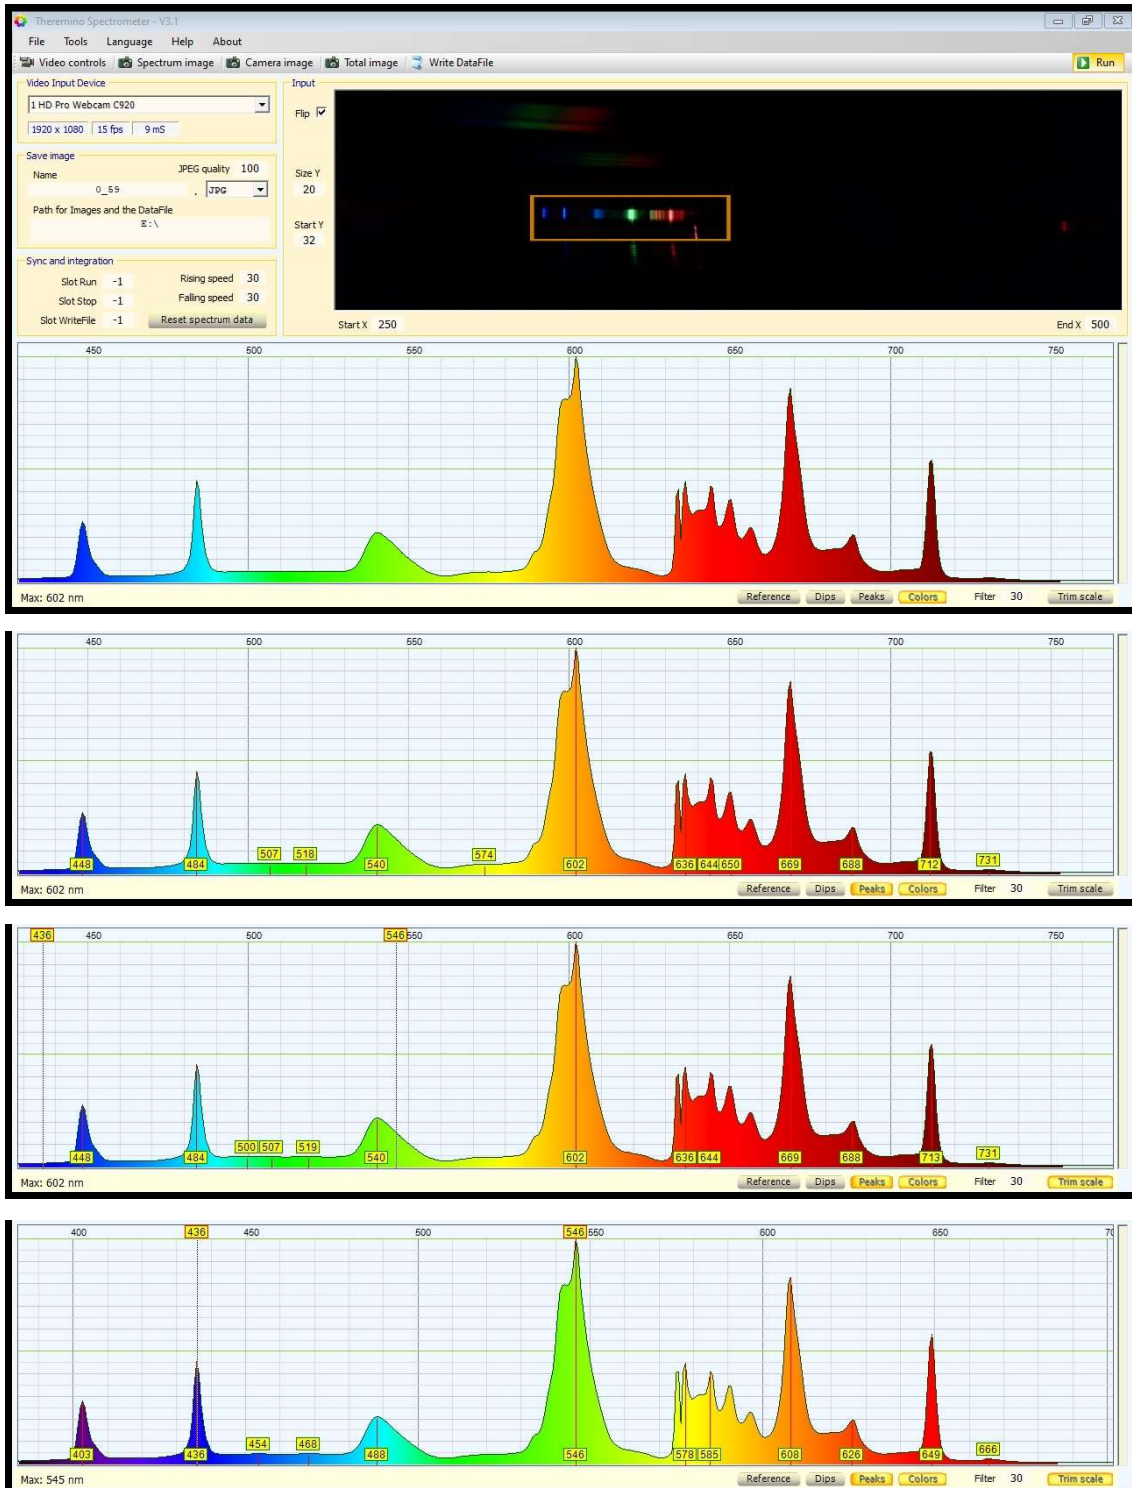 Theremino Spectrometer - V3.1
File Tools Language Help About
Video controls Spectrum image Camera image Total image Write DataFile Run
Video Input Device
1 HD Pro Webcam C920
1920 x 1080 15 fps 9 mS
Save image
Name JPEG quality 100
0_59 . JPG
Path for Images and the DataFile
E:\
Sync and integration
Slot Run -1 Rising speed 30
Slot Stop -1 Falling speed 30
Slot WriteFile -1 Reset spectrum data
Input
Flip
Size Y
20
Start Y
32
Start X 250 End X 500
450 500 550 600 650 700 750
Max: 602 nm Reference Dips Peaks Colors Filter 30 Trim scale
450 500 550 600 650 700 750
507 518 574 731
448 484 540 602 636 644 650 669 688 712
Max: 602 nm Reference Dips Peaks Colors Filter 30 Trim scale
436 450 500 546 550 600 650 700 750
500 507 519 731
448 484 540 602 636 644 669 688 713
Max: 602 nm Reference Dips Peaks Colors Filter 30 Trim scale
400 436 450 500 546 550 600 650 70
454 468 666
403 436 488 546 578 585 608 626 649
Max: 545 nm Reference Dips Peaks Colors Filter 30 Trim scale